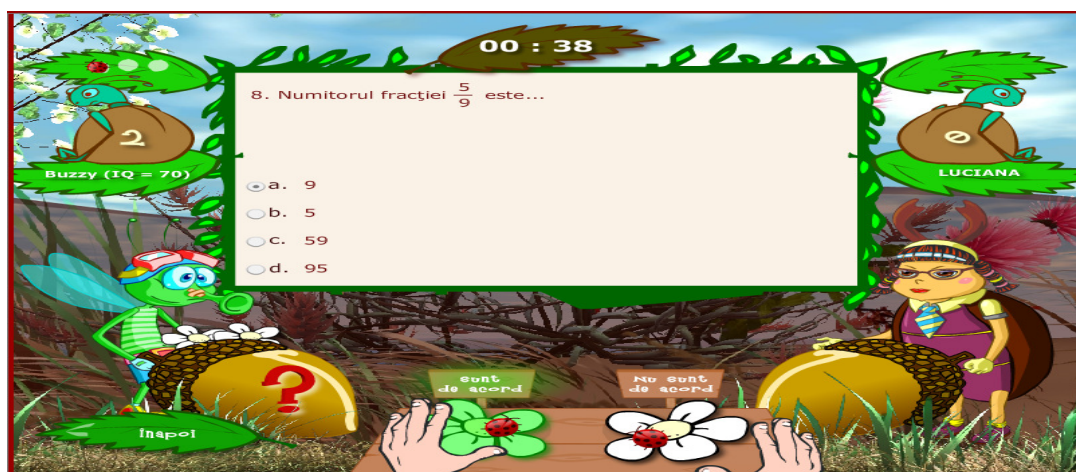 00 : 38
8. Numitorul fracţiei 5/9 este...
a. 9
b. 5
c. 59
d. 95
2
Buzzy (IQ = 70)
0
LUCIANA
?
Sunt
de acord
Nu sunt
de acord
Înapoi